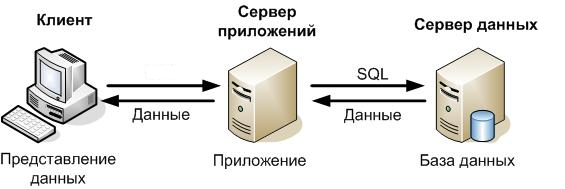 Клиент
Сервер
приложений
Сервер данных
SQL
Данные
Данные
Представление
данных
Приложение
База данных